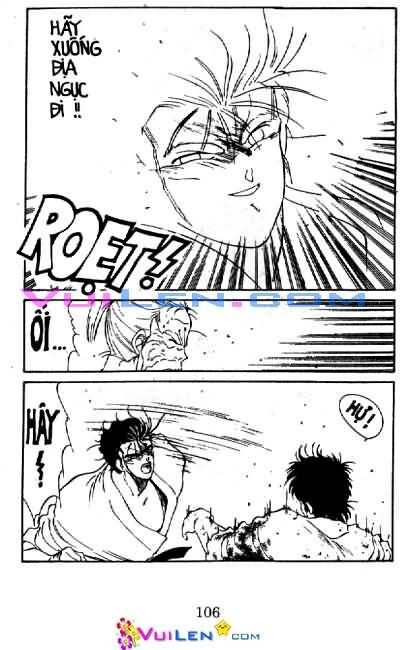 HÃY
XUỐNG
ĐỊA
NGỤC
ĐI !!
ROẸT!
VUILEN.COM
ÔI...
HỰ!
HÂY
!
106
VUILEN.COM